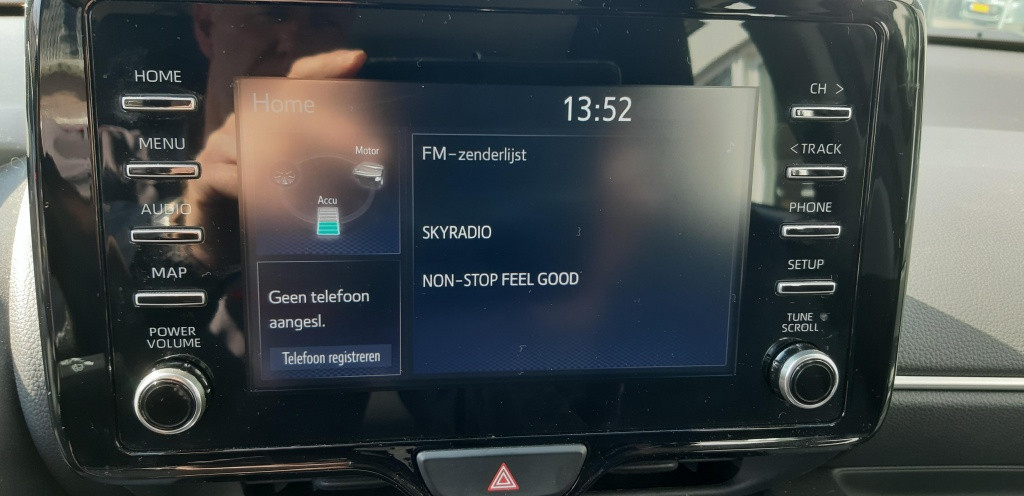 HOME
MENU
AUDIO
MAP
POWER
VOLUME
Home
13:52
Motor
Accu
Geen telefoon
aangesl.
Telefoon registreren
FM-zenderlijst
SKYRADIO
NON-STOP FEEL GOOD
CH >
< TRACK
PHONE
SETUP
TUNE
SCROLL